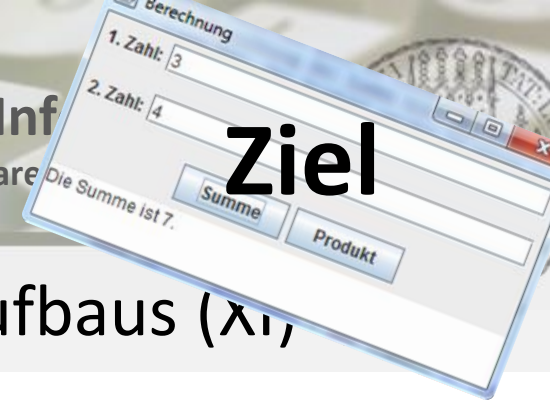 Berechnung
1. Zahl: 3
2. Zahl: 4
Ziel
Summe
Produkt
Die Summe ist 7.
Inf
are
ufbaus (XI)